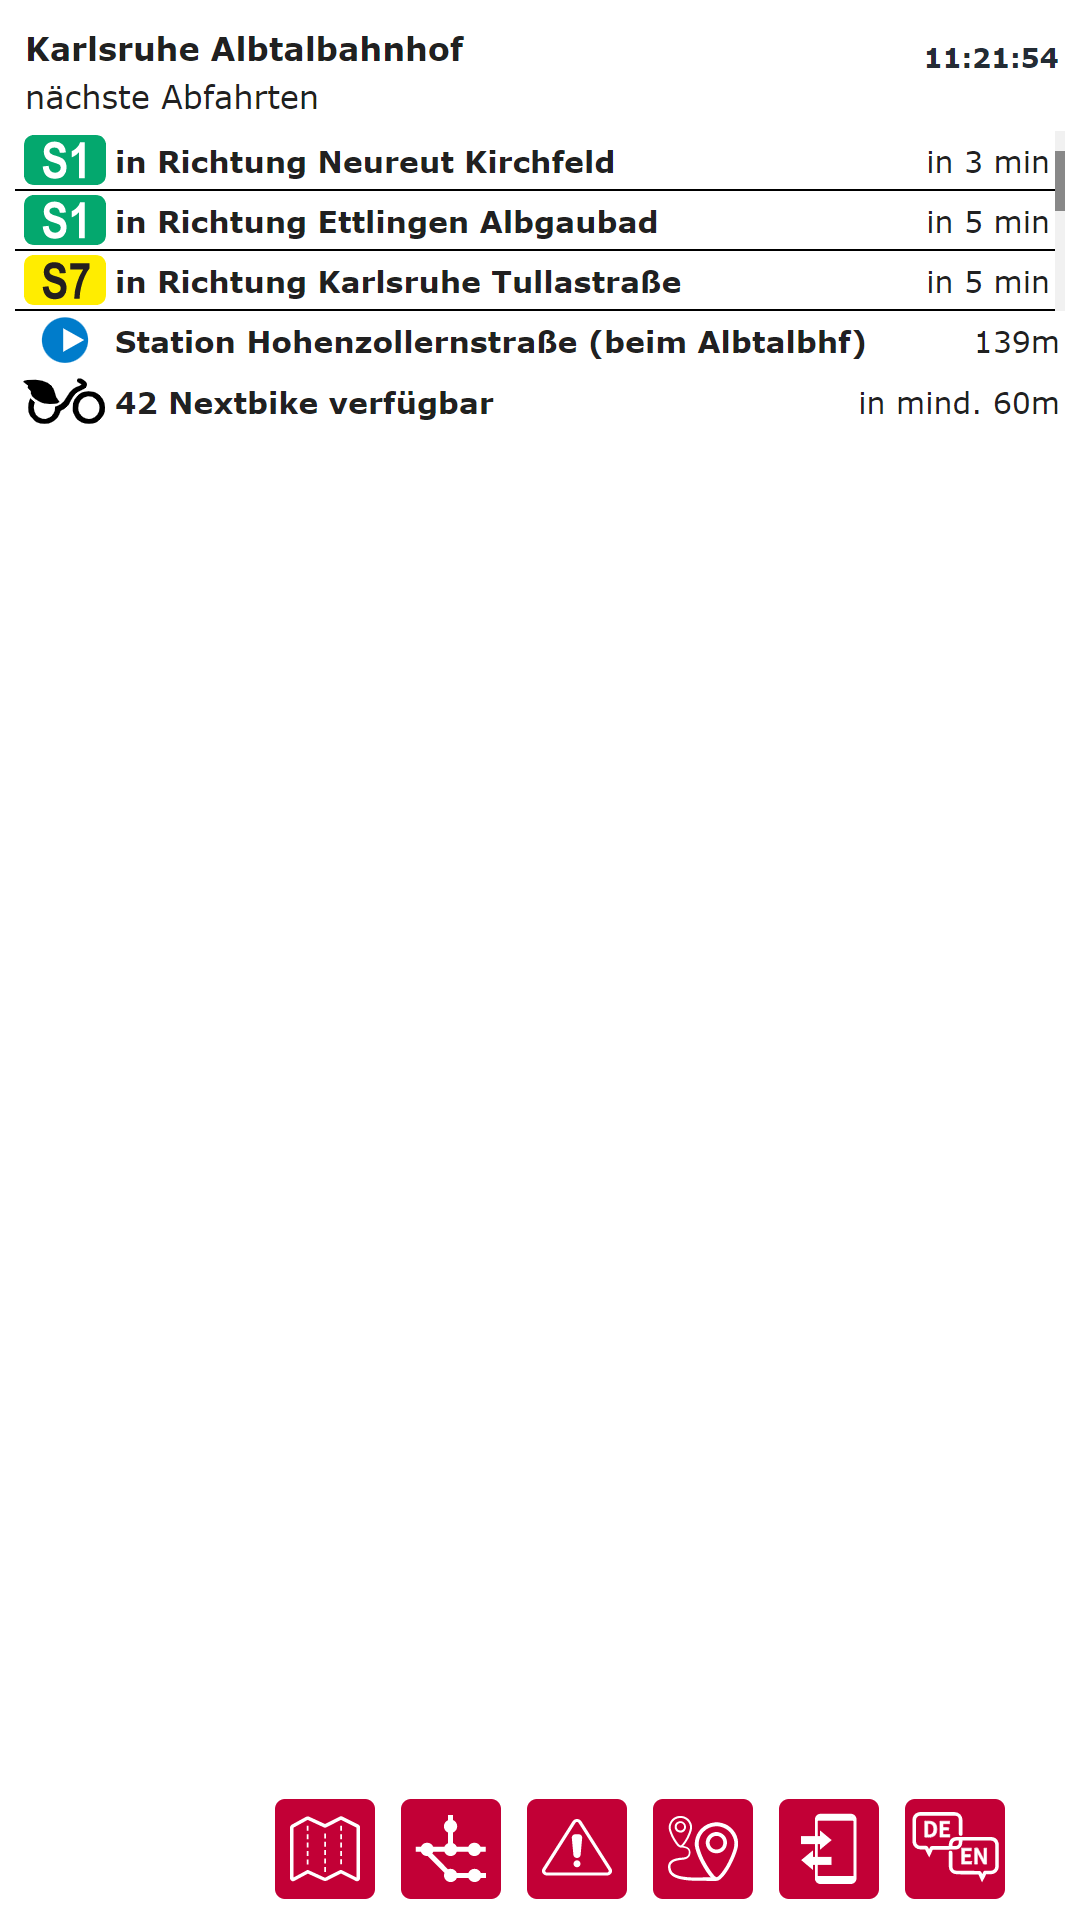 Karlsruhe Albtalbahnhof
11:21:54
nächste Abfahrten
S1 in Richtung Neureut Kirchfeld in 3 min
S1 in Richtung Ettlingen Albgaubad in 5 min
S7 in Richtung Karlsruhe Tullastraße in 5 min
Station Hohenzollernstraße (beim Albtalbhf) 139m
42 Nextbike verfügbar in mind. 60m
DE
EN